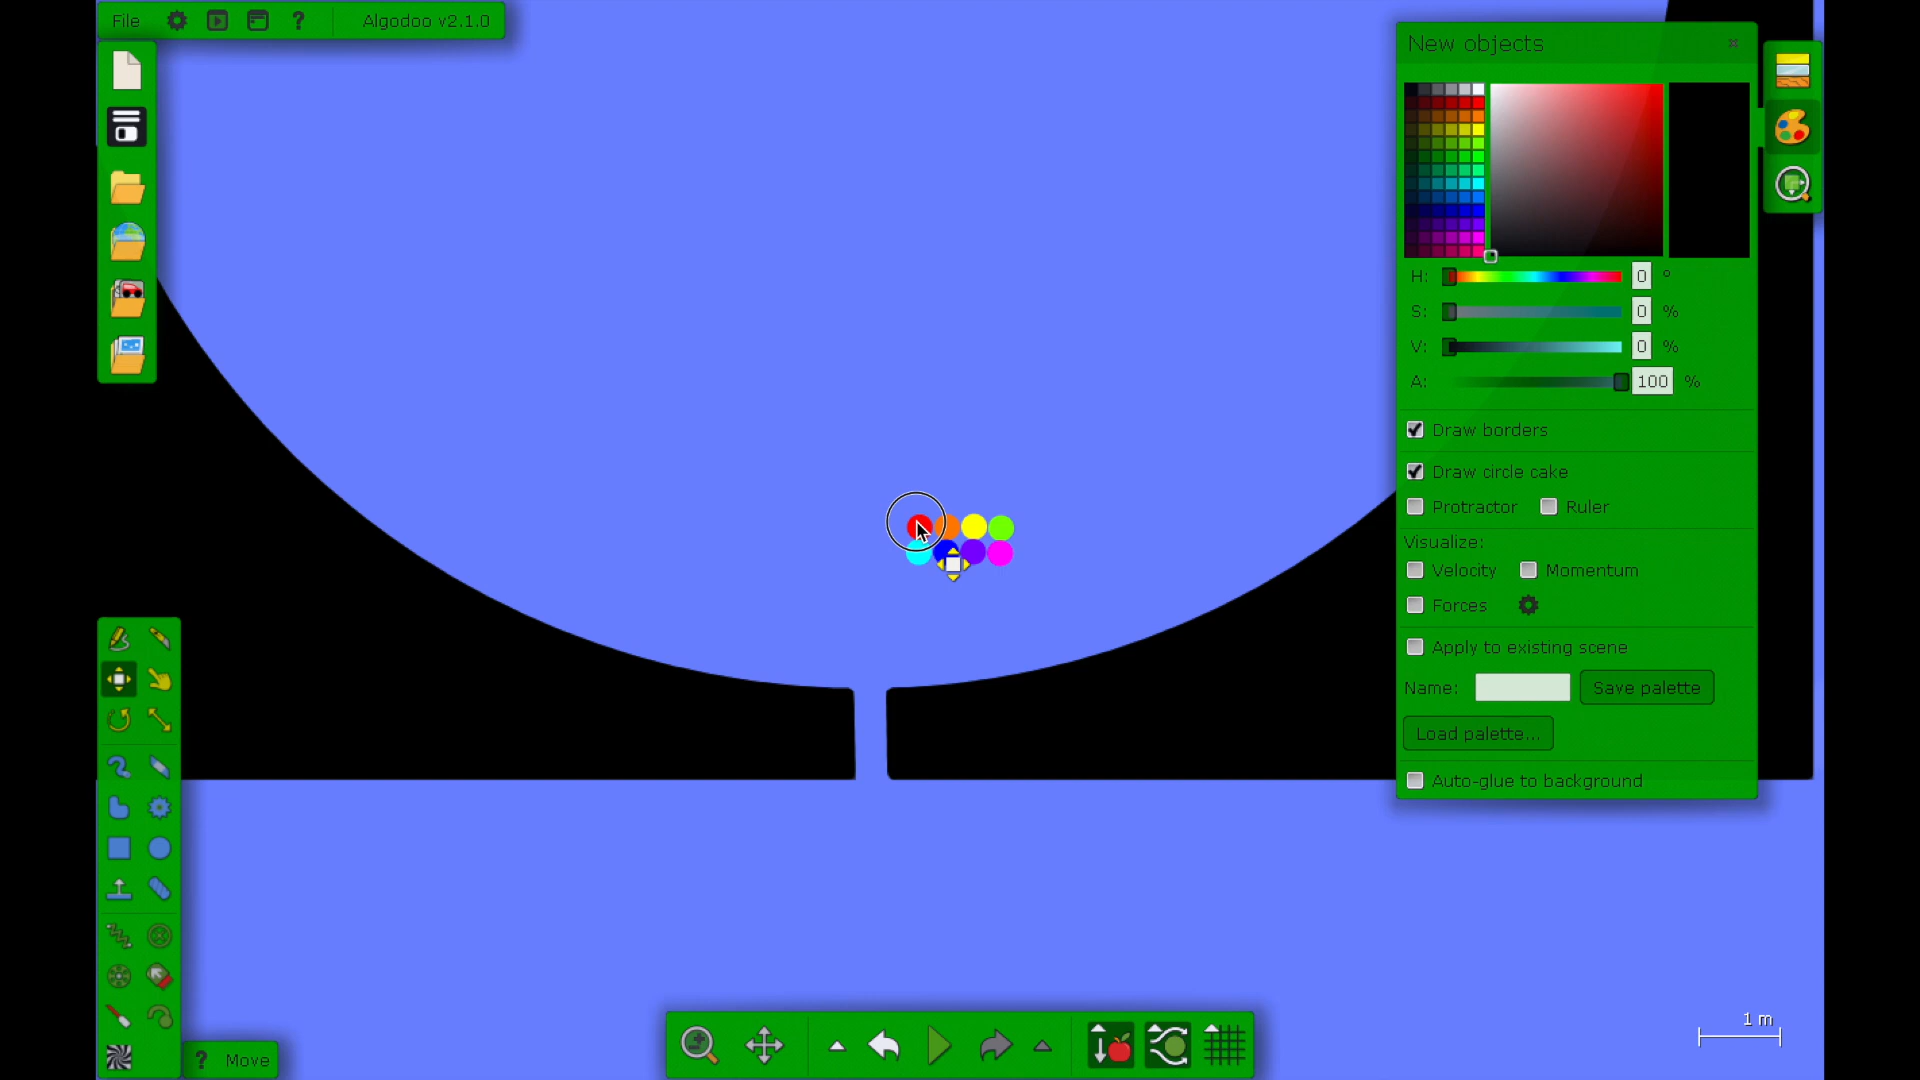 File
?
Algodoo v2.1.0
New objects
H: 0 °
S: 0 %
V: 0 %
A: 100 %
Draw borders
Draw circle cake
Protractor Ruler
Visualize:
Velocity Momentum
Forces
Apply to existing scene
Name: Save palette
Load palette...
Auto-glue to background
? Move
1 m